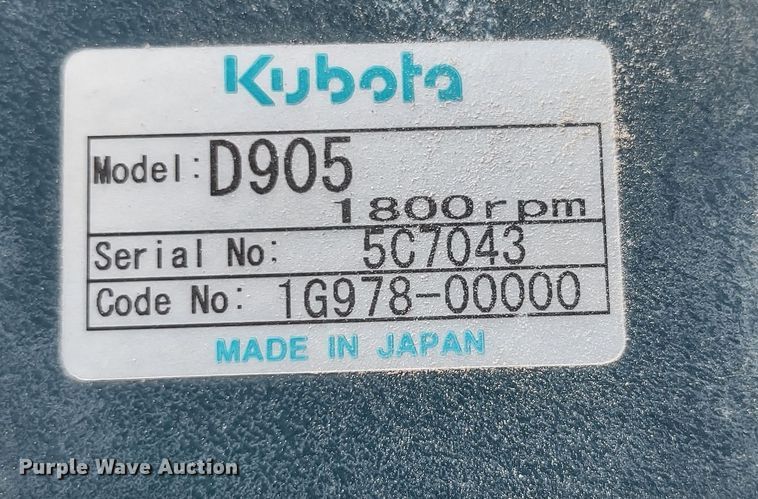 Kubota
Model: D905
1800rpm
Serial No: 5C7043
Code No: 1G978-00000
MADE IN JAPAN
Purple Wave Auction